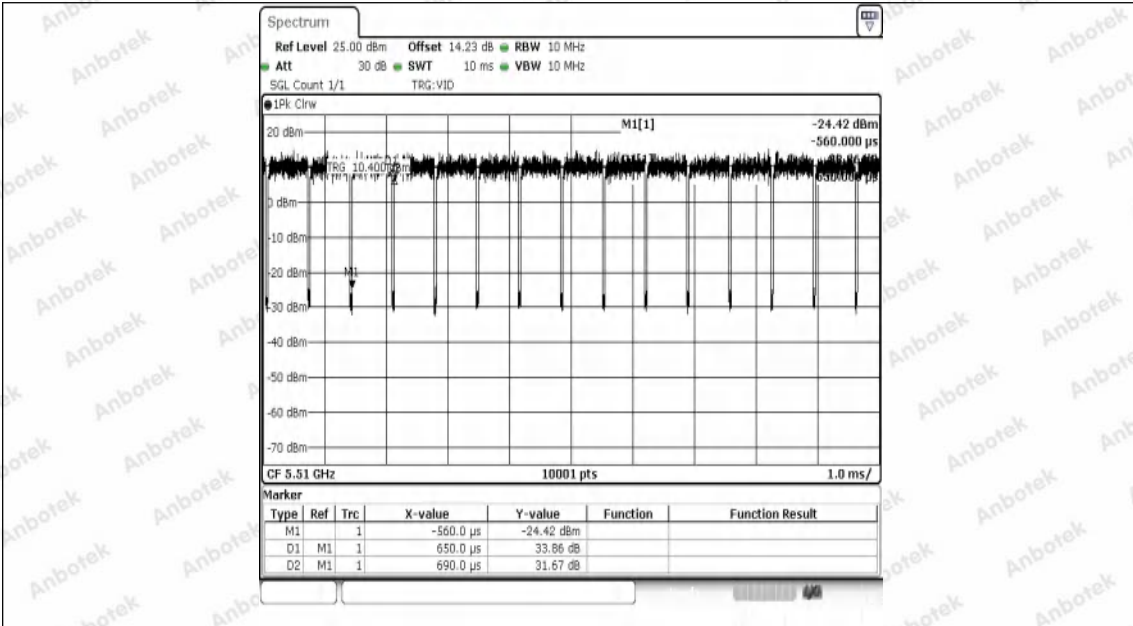 Spectrum
Ref Level 25.00 dBm Offset 14.23 dB RBW 10 MHz
Att 30 dB SWT 10 ms VBW 10 MHz
SGL Count 1/1 TRG:VID
1Pk Clrw
M1[1] -24.42 dBm
-560.000 µs
20 dBm
TRG 10.400 dBm
0 dBm
-10 dBm
M1
-20 dBm
-30 dBm
-40 dBm
-50 dBm
-60 dBm
-70 dBm
CF 5.51 GHz 10001 pts 1.0 ms/
Marker
Type Ref Trc X-value Y-value Function Function Result
M1 1 -560.0 µs -24.42 dBm
D1 M1 1 650.0 µs 33.86 dB
D2 M1 1 690.0 µs 31.67 dB
Anbotek